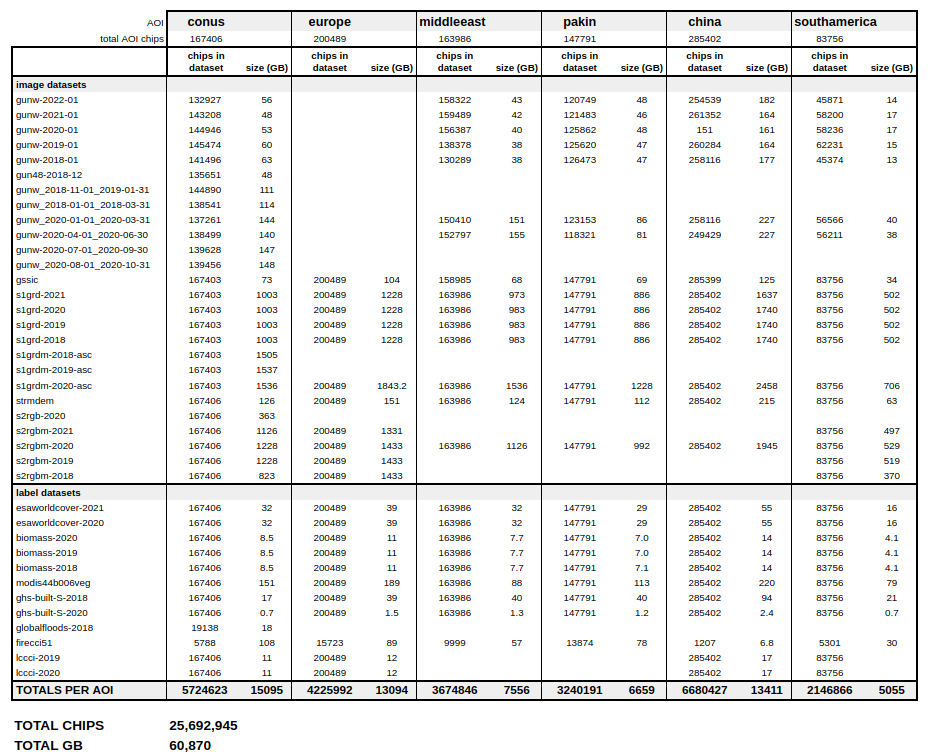 AOI conus europe middleeast pakin china southamerica
total AOI chips 167406 200489 163986 147791 285402 83756
chips in chips in chips in chips in chips in chips in
dataset size (GB) dataset size (GB) dataset size (GB) dataset size (GB) dataset size (GB) dataset size (GB)
image datasets
gunw-2022-01 132927 56 158322 43 120749 48 254539 182 45871 14
gunw-2021-01 143208 48 159489 42 121483 46 261352 164 58200 17
gunw-2020-01 144946 53 156387 40 125862 48 151 161 58236 17
gunw-2019-01 145474 60 138378 38 125620 47 260284 164 62231 15
gunw-2018-01 141496 63 130289 38 126473 47 258116 177 45374 13
gun48-2018-12 135651 48
gunw_2018-11-01_2019-01-31 144890 111
gunw_2018-01-01_2018-03-31 138541 114
gunw_2020-01-01_2020-03-31 137261 144 150410 151 123153 86 258116 227 56566 40
gunw-2020-04-01_2020-06-30 138499 140 152797 155 118321 81 249429 227 56211 38
gunw-2020-07-01_2020-09-30 139628 147
gunw_2020-08-01_2020-10-31 139456 148
gssic 167403 73 200489 104 158985 68 147791 69 285399 125 83756 34
s1grd-2021 167403 1003 200489 1228 163986 973 147791 886 285402 1637 83756 502
s1grd-2020 167403 1003 200489 1228 163986 983 147791 886 285402 1740 83756 502
s1grd-2019 167403 1003 200489 1228 163986 983 147791 886 285402 1740 83756 502
s1grd-2018 167403 1003 200489 1228 163986 983 147791 886 285402 1740 83756 502
s1grdm-2018-asc 167403 1505
s1grdm-2019-asc 167403 1537
s1grdm-2020-asc 167403 1536 200489 1843.2 163986 1536 147791 1228 285402 2458 83756 706
strmdem 167406 126 200489 151 163986 124 147791 112 285402 215 83756 63
s2rgb-2020 167406 363
s2rgbm-2021 167406 1126 200489 1331 83756 497
s2rgbm-2020 167406 1228 200489 1433 163986 1126 147791 992 285402 1945 83756 529
s2rgbm-2019 167406 1228 200489 1433 83756 519
s2rgbm-2018 167406 823 200489 1433 83756 370
label datasets
esaworldcover-2021 167406 32 200489 39 163986 32 147791 29 285402 55 83756 16
esaworldcover-2020 167406 32 200489 39 163986 32 147791 29 285402 55 83756 16
biomass-2020 167406 8.5 200489 11 163986 7.7 147791 7.0 285402 14 83756 4.1
biomass-2019 167406 8.5 200489 11 163986 7.7 147791 7.0 285402 14 83756 4.1
biomass-2018 167406 8.5 200489 11 163986 7.7 147791 7.1 285402 14 83756 4.1
modis44b006veg 167406 151 200489 189 163986 88 147791 113 285402 220 83756 79
ghs-built-S-2018 167406 17 200489 39 163986 40 147791 40 285402 94 83756 21
ghs-built-S-2020 167406 0.7 200489 1.5 163986 1.3 147791 1.2 285402 2.4 83756 0.7
globalfloods-2018 19138 18
firecci51 5788 108 15723 89 9999 57 13874 78 1207 6.8 5301 30
lccci-2019 167406 11 200489 12 285402 17 83756
lccci-2020 167406 11 200489 12 285402 17 83756
TOTALS PER AOI 5724623 15095 4225992 13094 3674846 7556 3240191 6659 6680427 13411 2146866 5055
TOTAL CHIPS 25,692,945
TOTAL GB 60,870